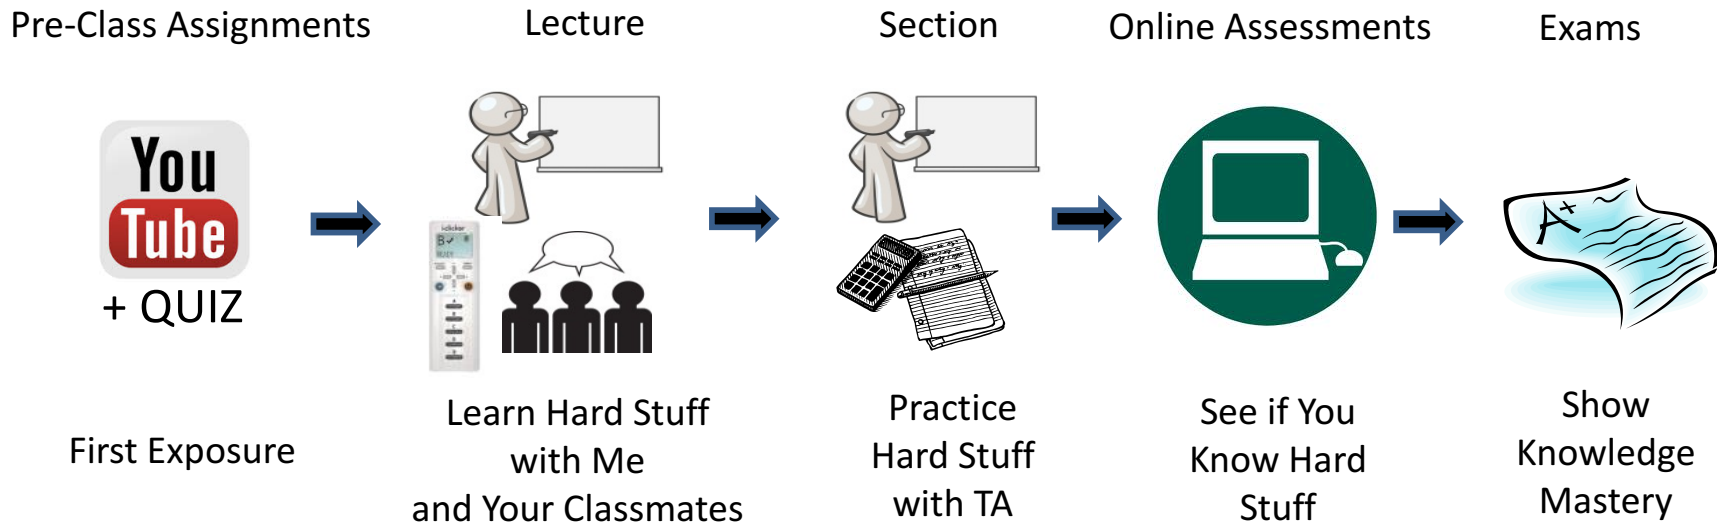 Pre-Class Assignments
Lecture
Section
Online Assessments
Exams
You
Tube
+ QUIZ
B✓
A+
First Exposure
Learn Hard Stuff
with Me
and Your Classmates
Practice
Hard Stuff
with TA
See if You
Know Hard
Stuff
Show
Knowledge
Mastery